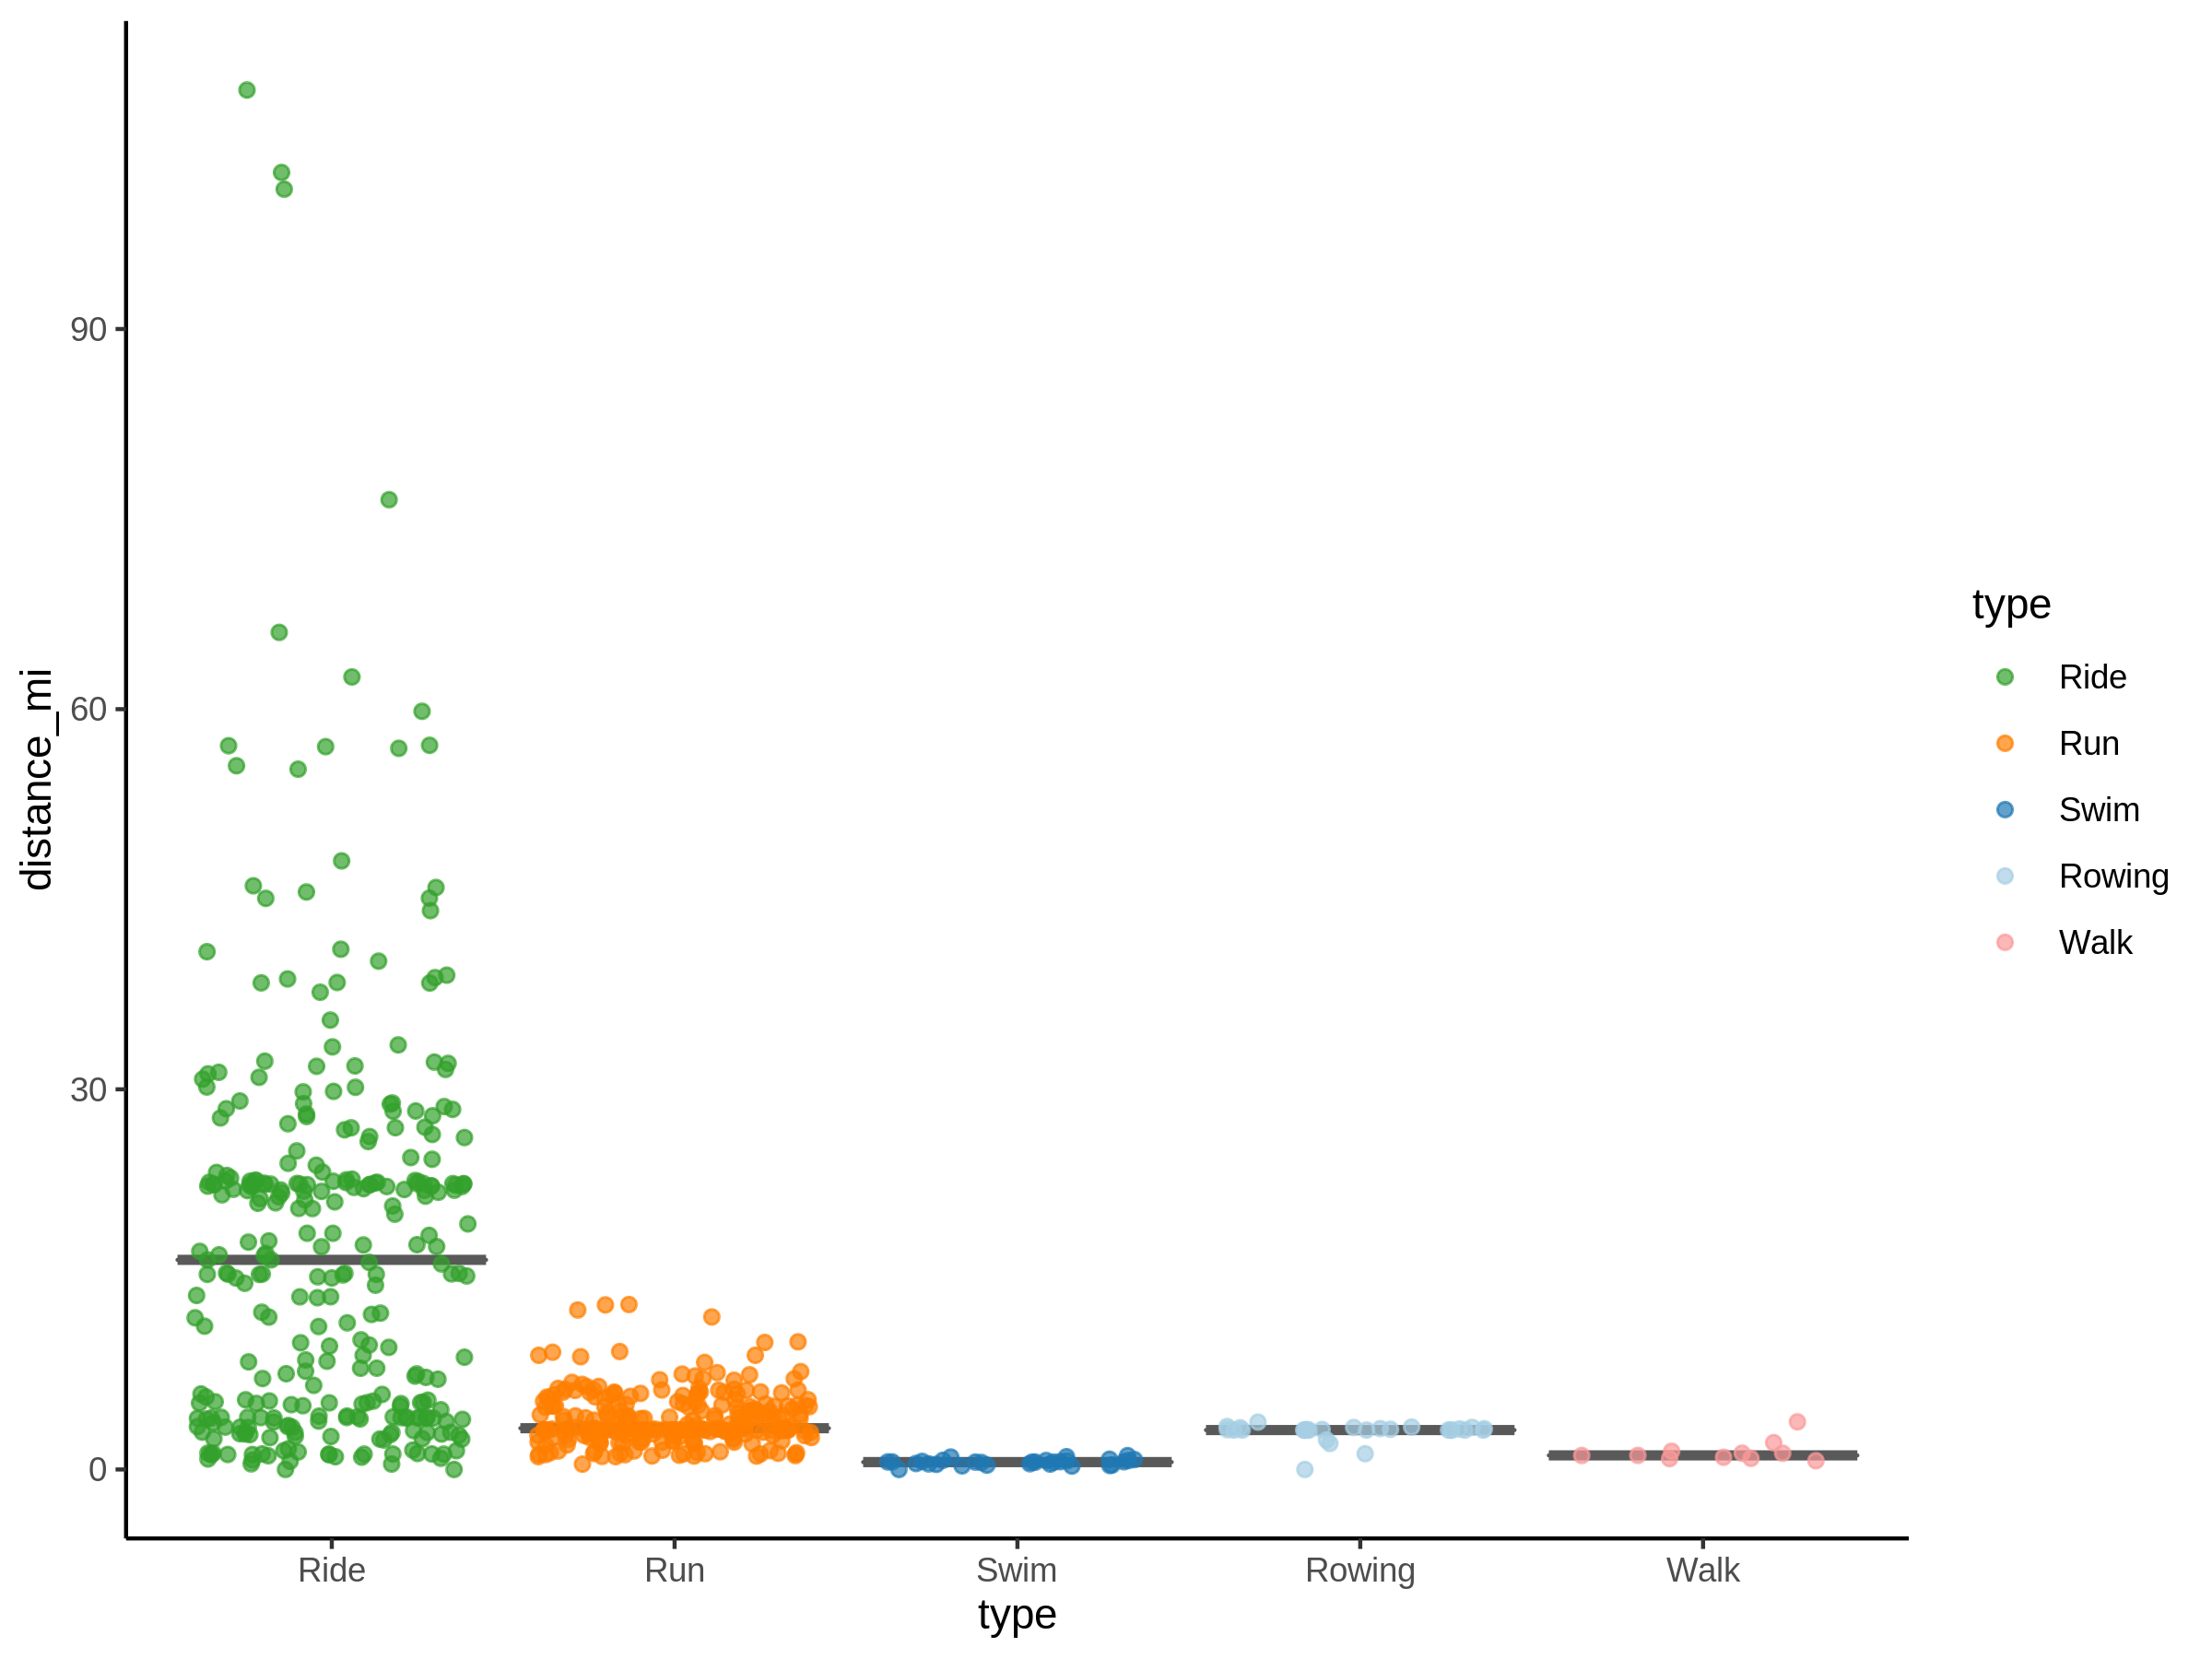 distance_mi
90
60
30
0
Ride
Run
Swim
Rowing
Walk
type
type
Ride
Run
Swim
Rowing
Walk